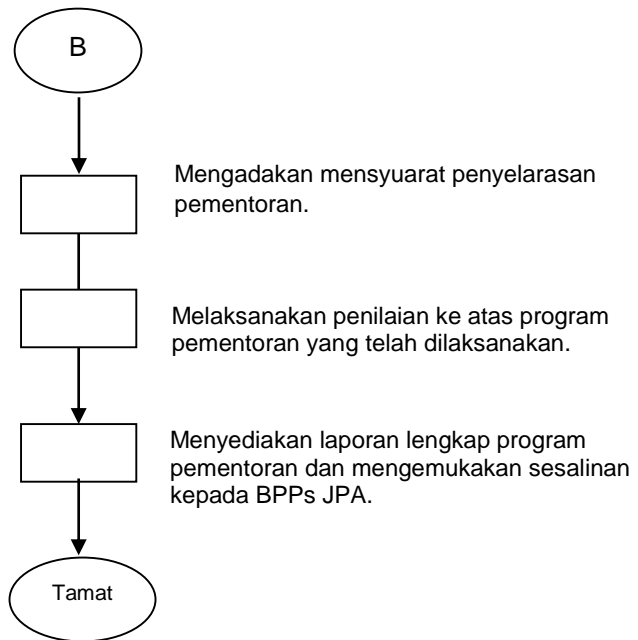 B
Mengadakan mensyuarat penyelarasan
pementoran.
Melaksanakan penilaian ke atas program
pementoran yang telah dilaksanakan.
Menyediakan laporan lengkap program
pementoran dan mengemukakan sesalinan
kepada BPPs JPA.
Tamat